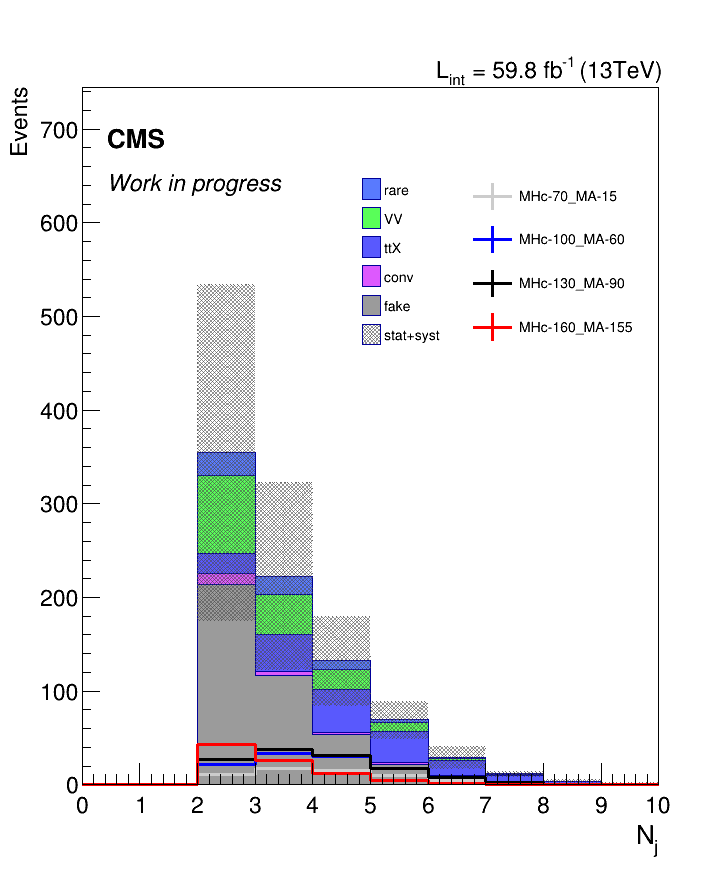 L_int = 59.8 fb^-1 (13TeV)
Events
700
600
500
400
300
200
100
0
CMS
Work in progress
rare
VV
ttX
conv
fake
stat+syst
MHc-70_MA-15
MHc-100_MA-60
MHc-130_MA-90
MHc-160_MA-155
0 1 2 3 4 5 6 7 8 9 10
N_j